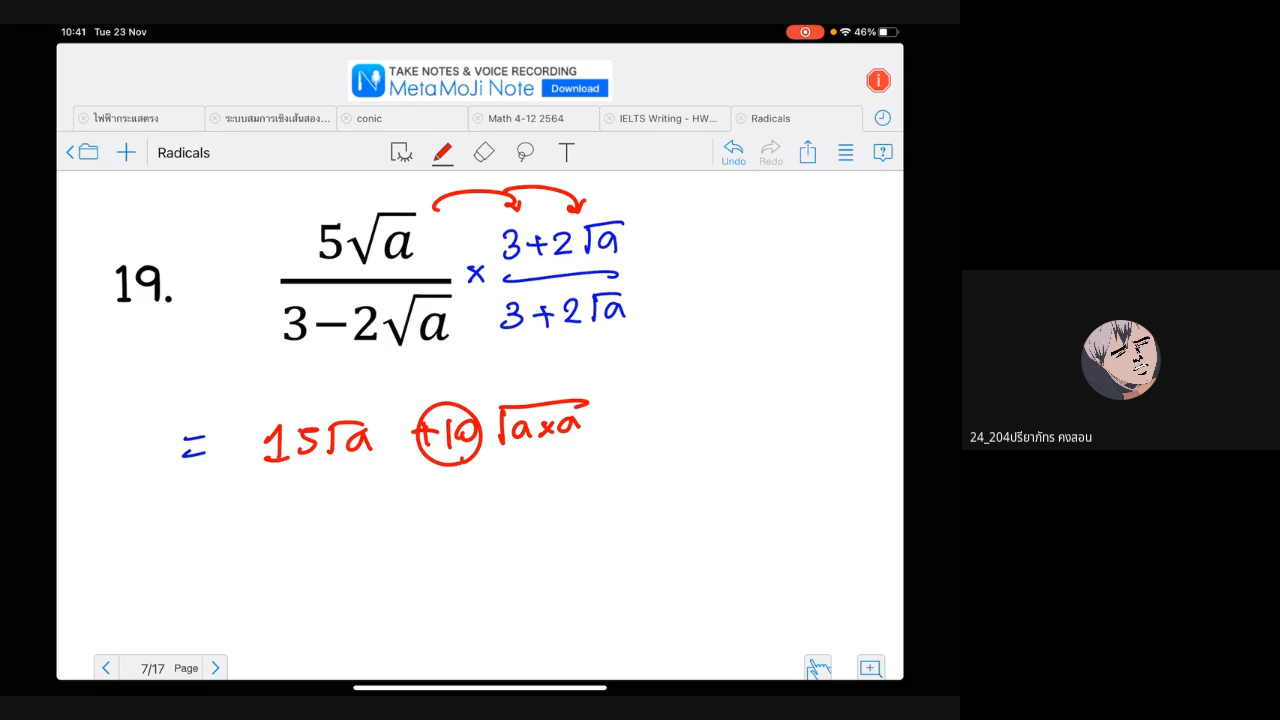 10:41 Tue 23 Nov 46%
TAKE NOTES & VOICE RECORDING
MetaMoJi Note Download
ไฟฟ้ากระแสตรง ระบบสมการเชิงเส้นสอง... conic Math 4-12 2564 IELTS Writing - HW... Radicals
Radicals T Undo Redo
19. 5√a / 3−2√a × 3+2√a / 3+2√a
= 15√a +10 √a×a
24_204ปรียาภัทร คงสอน
7/17 Page